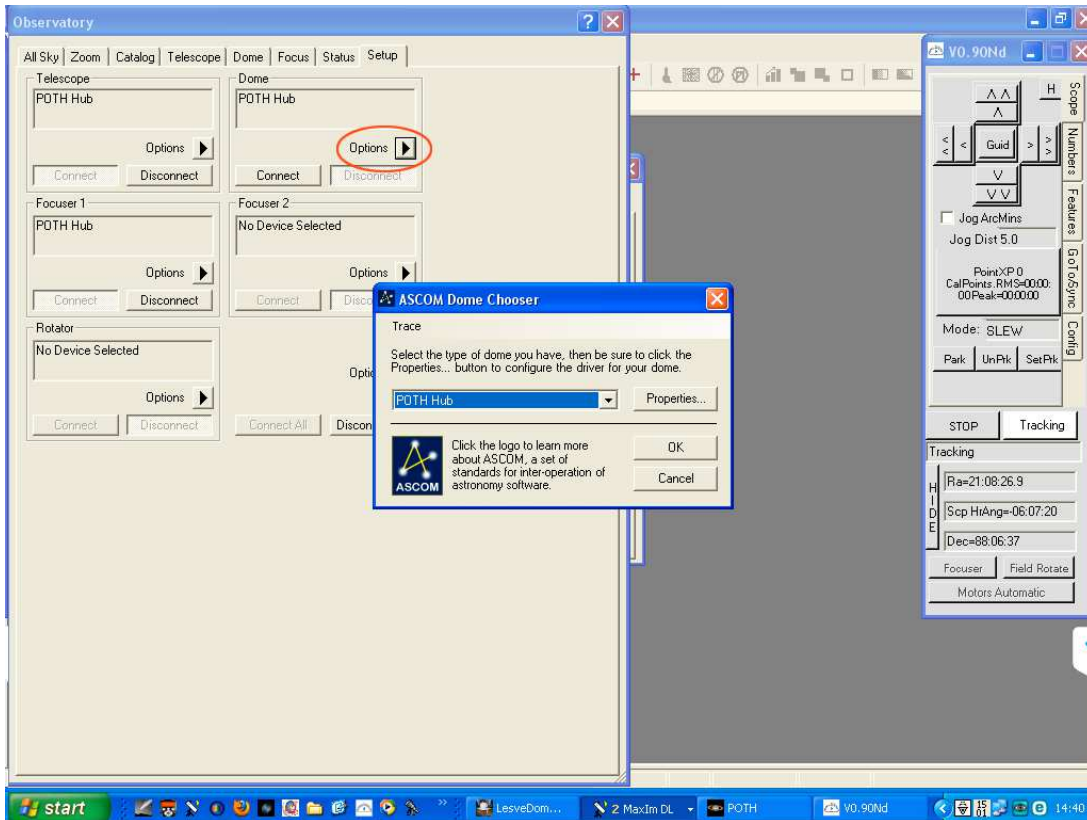 Observatory
All Sky Zoom Catalog Telescope Dome Focus Status Setup
Telescope
POTH Hub
Options
Connect Disconnect
Dome
POTH Hub
Options
Connect Disconnect
Focuser 1
POTH Hub
Options
Connect Disconnect
Focuser 2
No Device Selected
Options
Connect Disco
Rotator
No Device Selected
Options
Connect Disconnect
Optio
Connect All Discon
ASCOM Dome Chooser
Trace
Select the type of dome you have, then be sure to click the
Properties... button to configure the driver for your dome.
POTH Hub
Properties...
ASCOM
Click the logo to learn more
about ASCOM, a set of
standards for inter-operation of
astronomy software.
OK
Cancel
V0.90Nd
H
Guid
Scope
Numbers
Features
GoToSync
Config
Jog ArcMins
Jog Dist 5.0
PointXP 0
CalPoints.RMS=00:00:
00Peak=00:00:00
Mode: SLEW
Park UnPrk SetPrk
STOP Tracking
Tracking
HIDE
Ra=21:08:26.9
Scp HrAng=-06:07:20
Dec=88:06:37
Focuser Field Rotate
Motors Automatic
start LesveDom... 2 MaxIm DL POTH V0.90Nd 14:40